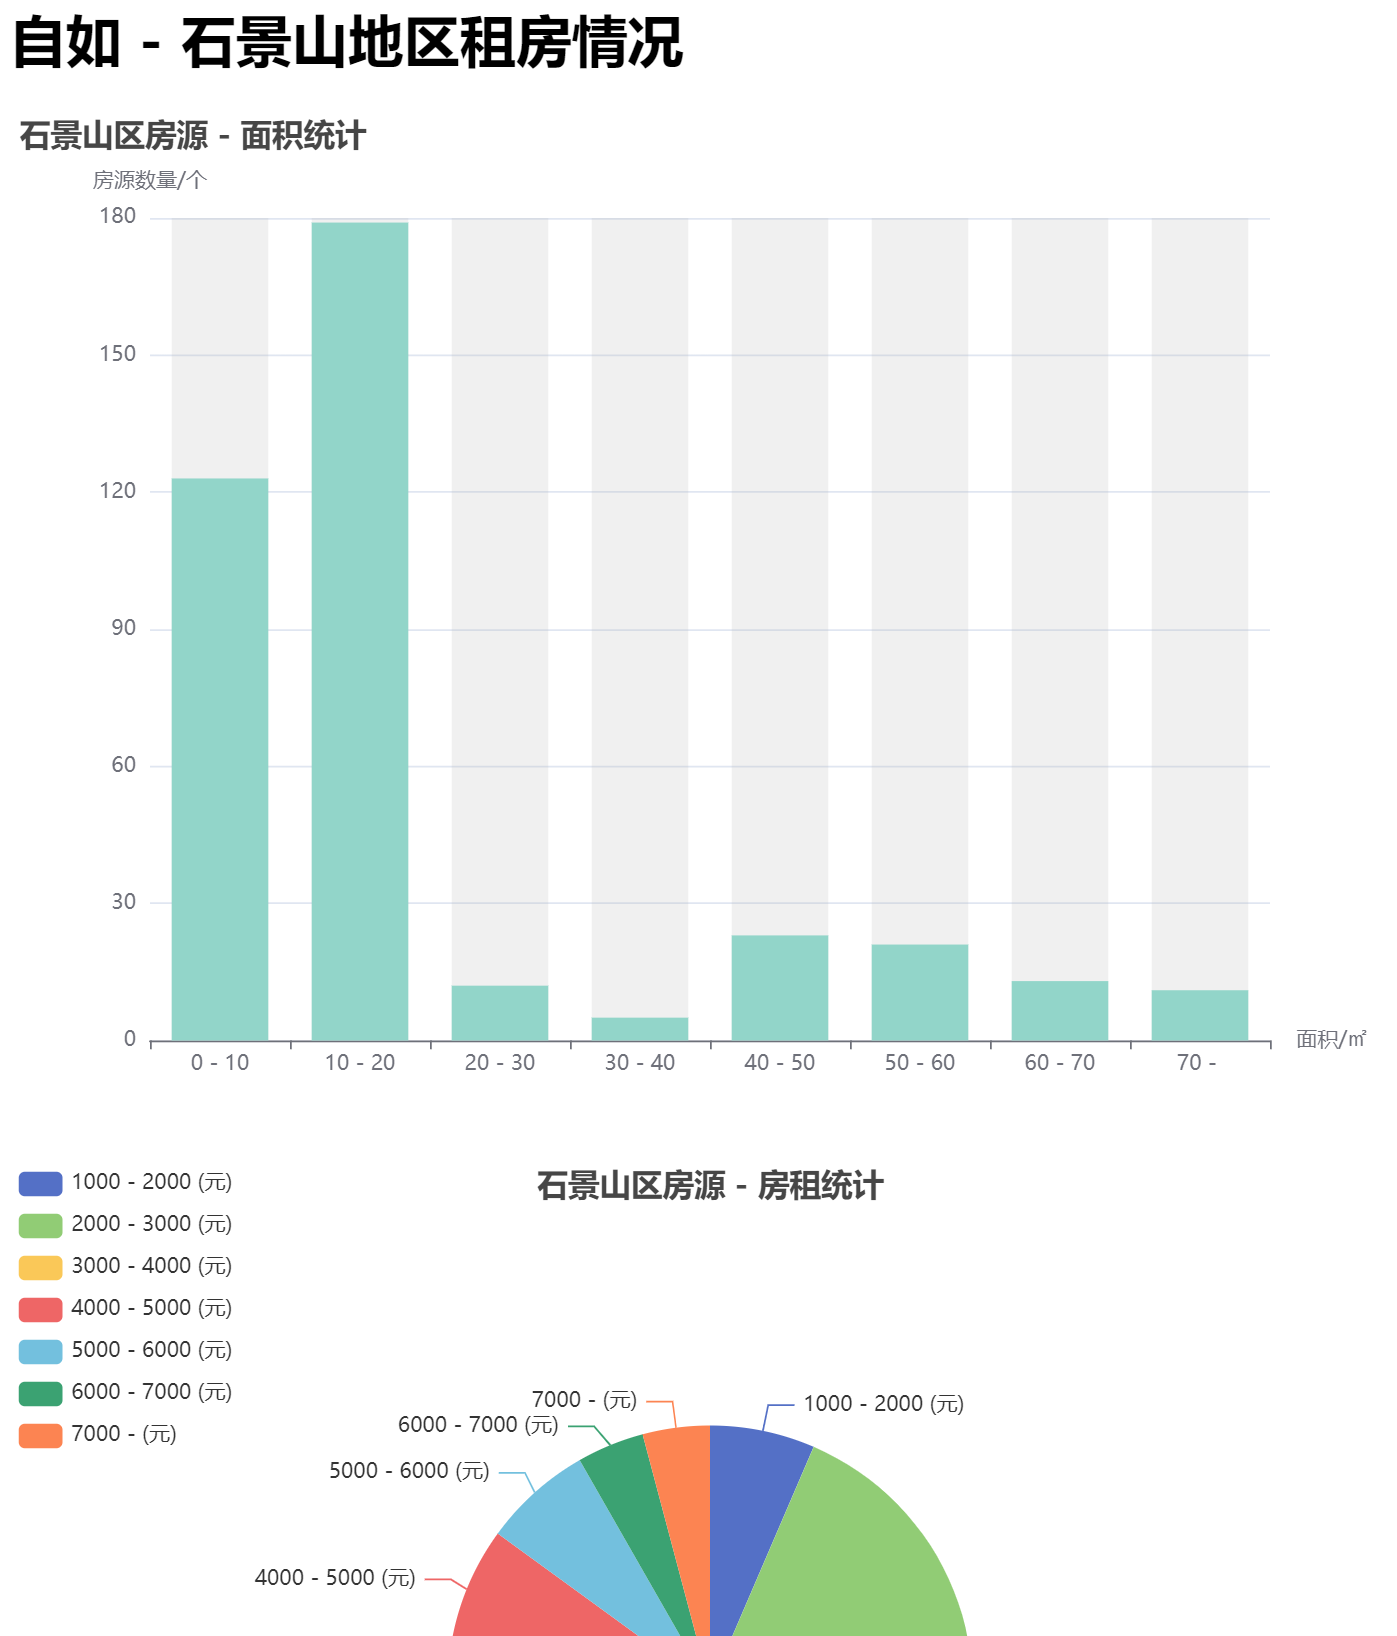 自如 - 石景山地区租房情况
石景山区房源 - 面积统计
房源数量/个
180
150
120
90
60
30
0
0 - 10
10 - 20
20 - 30
30 - 40
40 - 50
50 - 60
60 - 70
70 -
面积/㎡
石景山区房源 - 房租统计
1000 - 2000 (元)
2000 - 3000 (元)
3000 - 4000 (元)
4000 - 5000 (元)
5000 - 6000 (元)
6000 - 7000 (元)
7000 - (元)
7000 - (元)
1000 - 2000 (元)
6000 - 7000 (元)
5000 - 6000 (元)
4000 - 5000 (元)